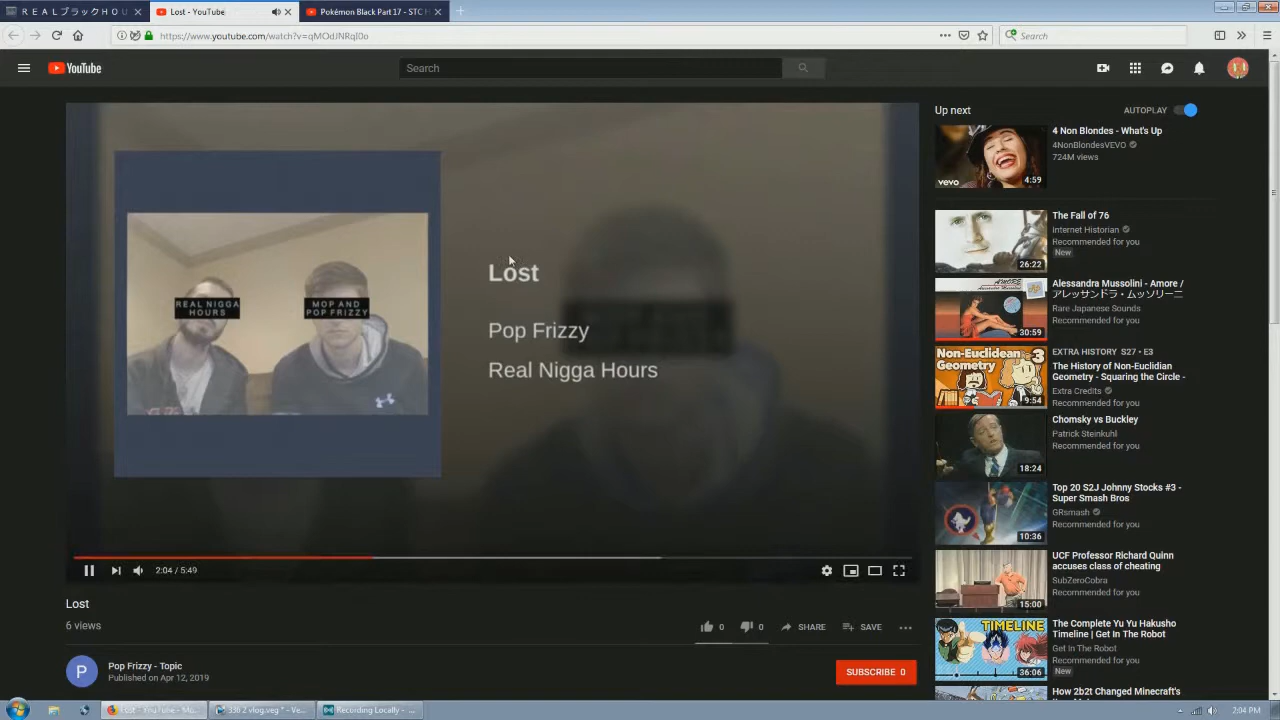 ＲＥＡＬブラックＨＯＵ
Lost - YouTube
Pokémon Black Part 17 - STC H
https://www.youtube.com/watch?v=qMOdJNRqI0o
Search
YouTube
Search
REAL NIGGA
HOURS
MOP AND
POP FRIZZY
Lost
Pop Frizzy
Real Nigga Hours
2:04 / 5:49
Lost
6 views
0
0
SHARE
SAVE
P
Pop Frizzy - Topic
Published on Apr 12, 2019
SUBSCRIBE 0
Up next
AUTOPLAY
vevo
4:59
4 Non Blondes - What's Up
4NonBlondesVEVO
724M views
26:22
The Fall of 76
Internet Historian
Recommended for you
New
AMORE
30:59
Alessandra Mussolini - Amore /
アレッサンドラ・ムッソリーニ
Rare Japanese Sounds
Recommended for you
Non-Euclidean
Geometry 3
9:54
EXTRA HISTORY S27 • E3
The History of Non-Euclidian
Geometry - Squaring the Circle -
Extra Credits
Recommended for you
18:24
Chomsky vs Buckley
Patrick Steinkuhl
Recommended for you
10:36
Top 20 S2J Johnny Stocks #3 -
Super Smash Bros
GRsmash
Recommended for you
15:00
UCF Professor Richard Quinn
accuses class of cheating
SubZeroCobra
Recommended for you
TIMELINE
36:06
The Complete Yu Yu Hakusho
Timeline | Get In The Robot
Get In The Robot
Recommended for you
New
How 2b2t Changed Minecraft's
Lost - YouTube - Mo...
336 2 vlog.veg * - Ve...
Recording Locally - ...
2:04 PM